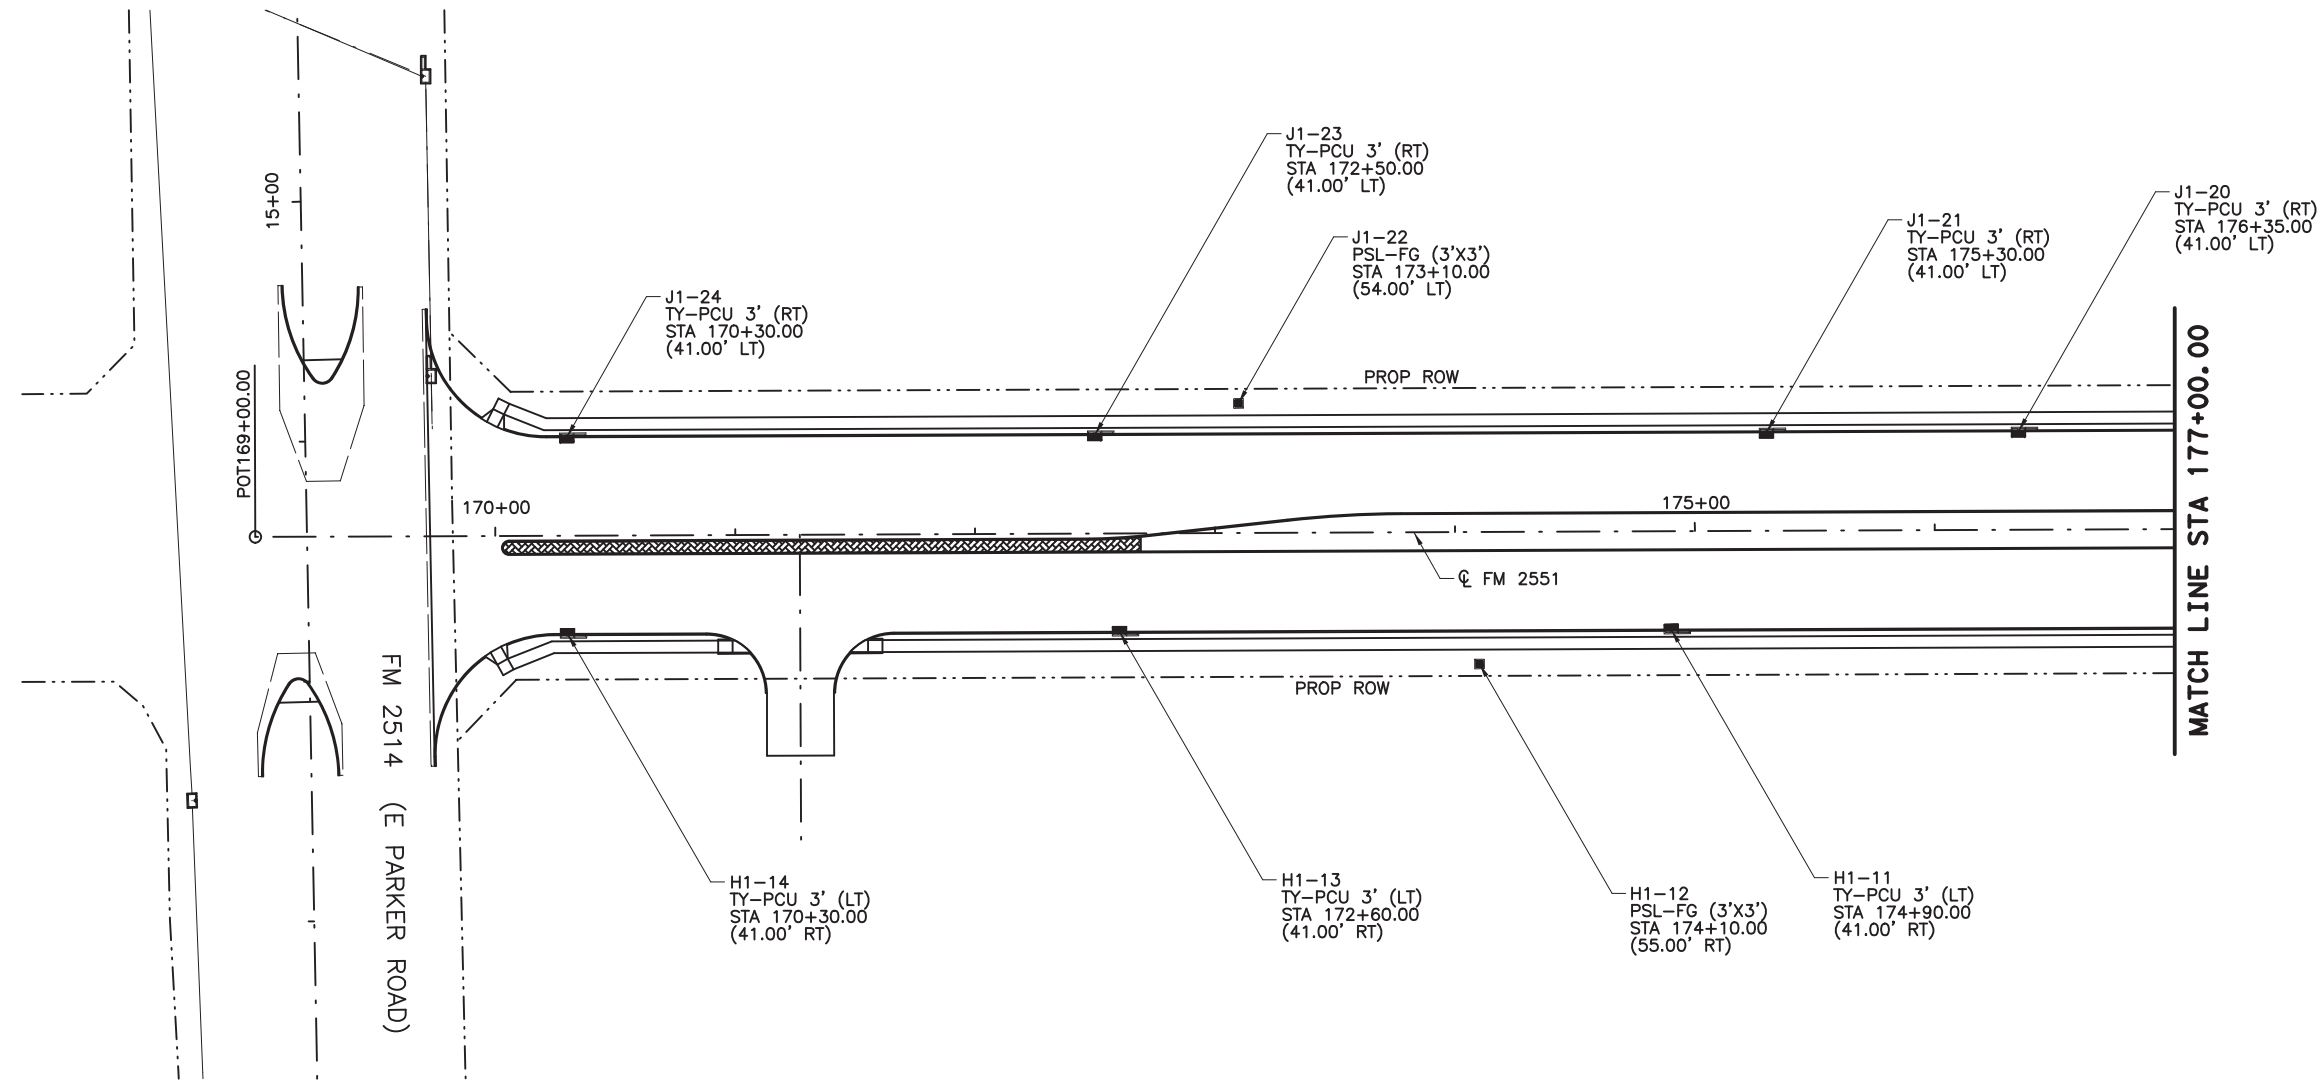 J1-23
TY-PCU 3' (RT)
STA 172+50.00
(41.00' LT)
J1-20
TY-PCU 3' (RT)
STA 176+35.00
(41.00' LT)
J1-22
PSL-FG (3'X3')
STA 173+10.00
(54.00' LT)
J1-21
TY-PCU 3' (RT)
STA 175+30.00
(41.00' LT)
15+00
J1-24
TY-PCU 3' (RT)
STA 170+30.00
(41.00' LT)
POT169+00.00
PROP ROW
170+00
175+00
℄ FM 2551
MATCH LINE STA 177+00.00
PROP ROW
FM 2514 (E PARKER ROAD)
H1-14
TY-PCU 3' (LT)
STA 170+30.00
(41.00' RT)
H1-13
TY-PCU 3' (LT)
STA 172+60.00
(41.00' RT)
H1-12
PSL-FG (3'X3')
STA 174+10.00
(55.00' RT)
H1-11
TY-PCU 3' (LT)
STA 174+90.00
(41.00' RT)